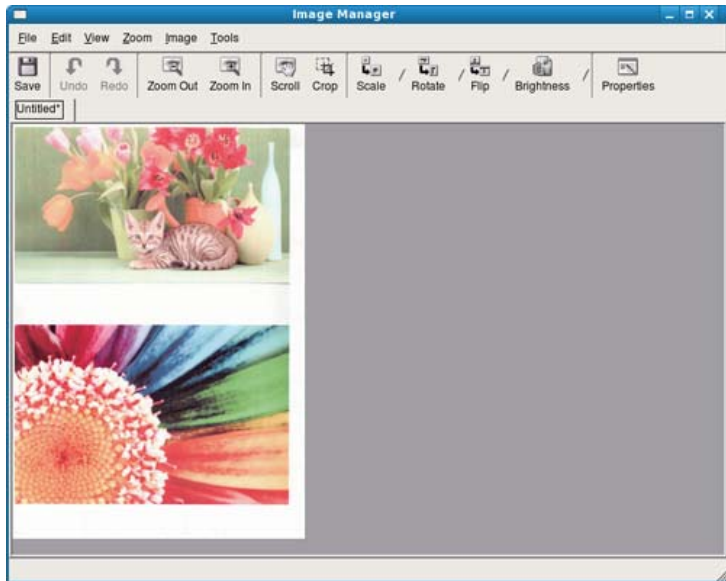 Image Manager
File Edit View Zoom Image Tools
Save Undo Redo Zoom Out Zoom In Scroll Crop Scale / Rotate / Flip / Brightness / Properties
Untitled*